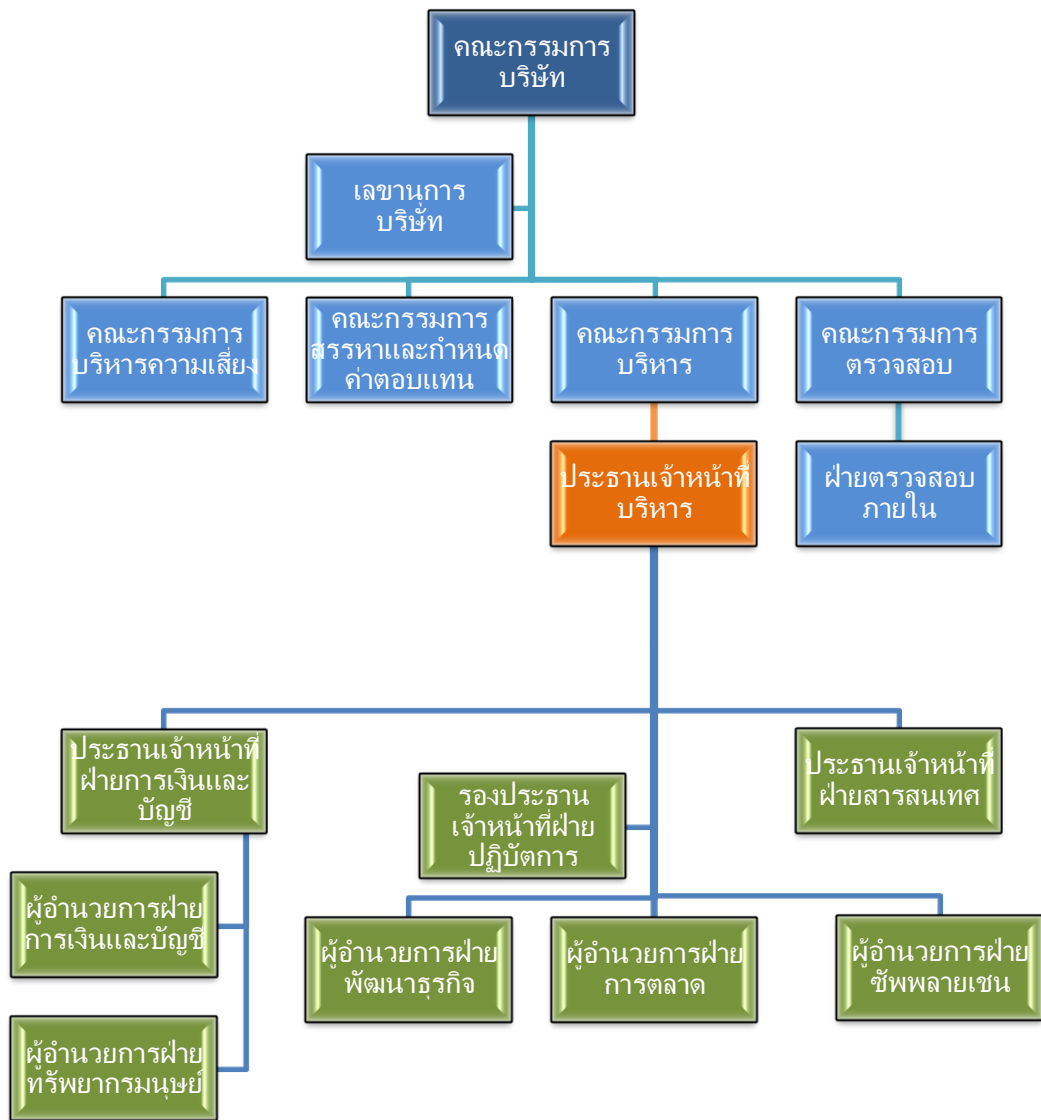 คณะกรรมการ
บริษัท
เลขานุการ
บริษัท
คณะกรรมการ
บริหารความเสี่ยง
คณะกรรมการ
สรรหาและกำหนด
ค่าตอบแทน
คณะกรรมการ
บริหาร
คณะกรรมการ
ตรวจสอบ
ประธานเจ้าหน้าที่
บริหาร
ฝ่ายตรวจสอบ
ภายใน
ประธานเจ้าหน้าที่
ฝ่ายการเงินและ
บัญชี
รองประธาน
เจ้าหน้าที่ฝ่าย
ปฏิบัตการ
ประธานเจ้าหน้าที่
ฝ่ายสารสนเทศ
ผู้อำนวยการฝ่าย
การเงินและบัญชี
ผู้อำนวยการฝ่าย
พัฒนาธุรกิจ
ผู้อำนวยการฝ่าย
การตลาด
ผู้อำนวยการฝ่าย
ซัพพลายเชน
ผู้อำนวยการฝ่าย
ทรัพยากรมนุษย์